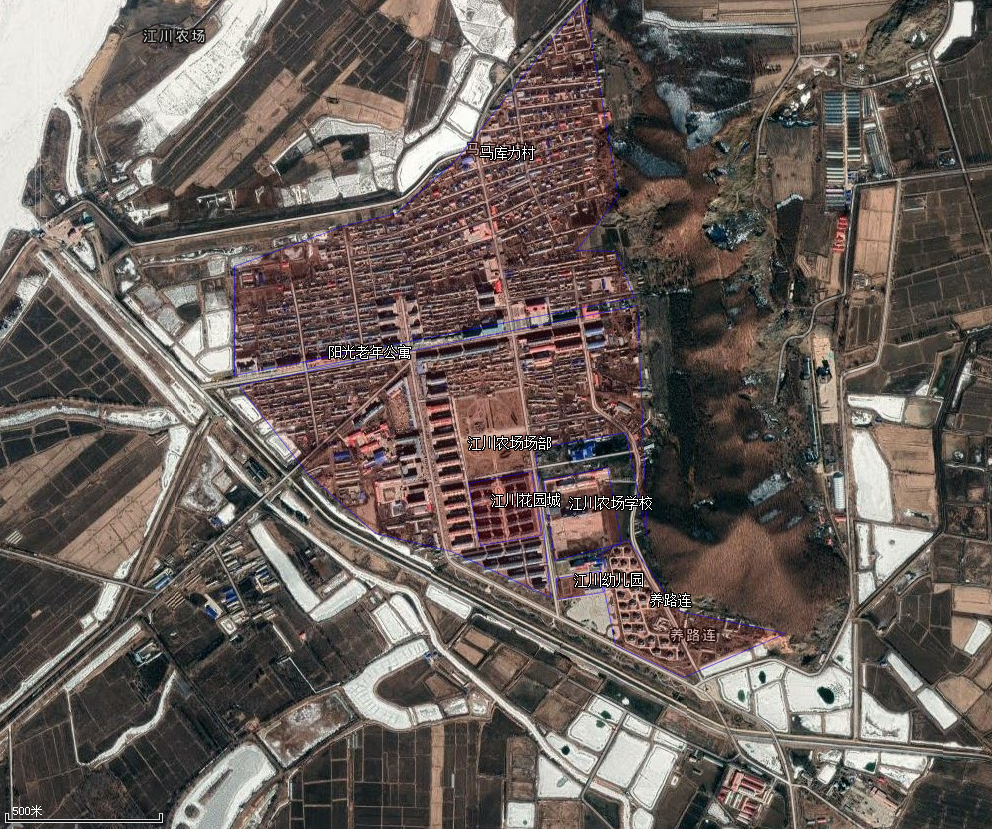 江川农场
马库力村
阳光老年公寓
江川农场场部
江川花园城
江川农场学校
江川幼儿园
养路连
养路连
500米